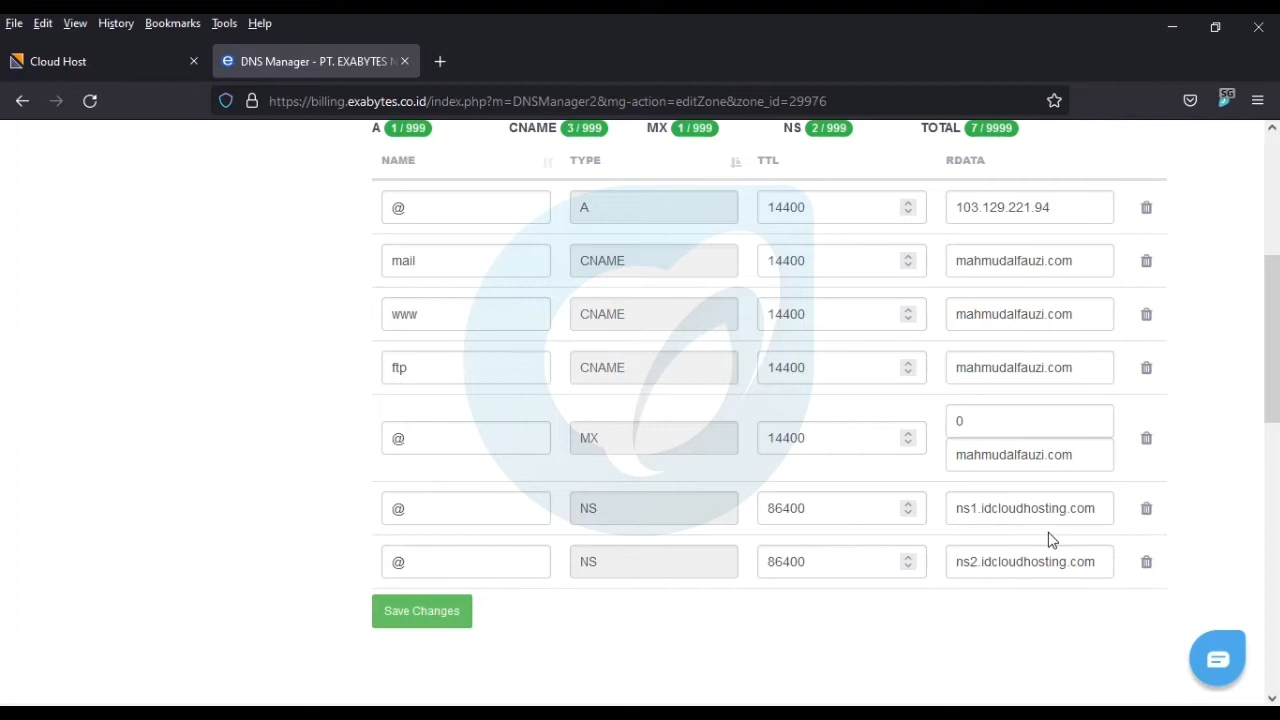 File Edit View History Bookmarks Tools Help
Cloud Host
DNS Manager - PT. EXABYTES N
https://billing.exabytes.co.id/index.php?m=DNSManager2&mg-action=editZone&zone_id=29976
SG
A 1 / 999 CNAME 3 / 999 MX 1 / 999 NS 2 / 999 TOTAL 7 / 9999
NAME TYPE TTL RDATA
@ A 14400 103.129.221.94
mail CNAME 14400 mahmudalfauzi.com
www CNAME 14400 mahmudalfauzi.com
ftp CNAME 14400 mahmudalfauzi.com
@ MX 14400 0
mahmudalfauzi.com
@ NS 86400 ns1.idcloudhosting.com
@ NS 86400 ns2.idcloudhosting.com
Save Changes